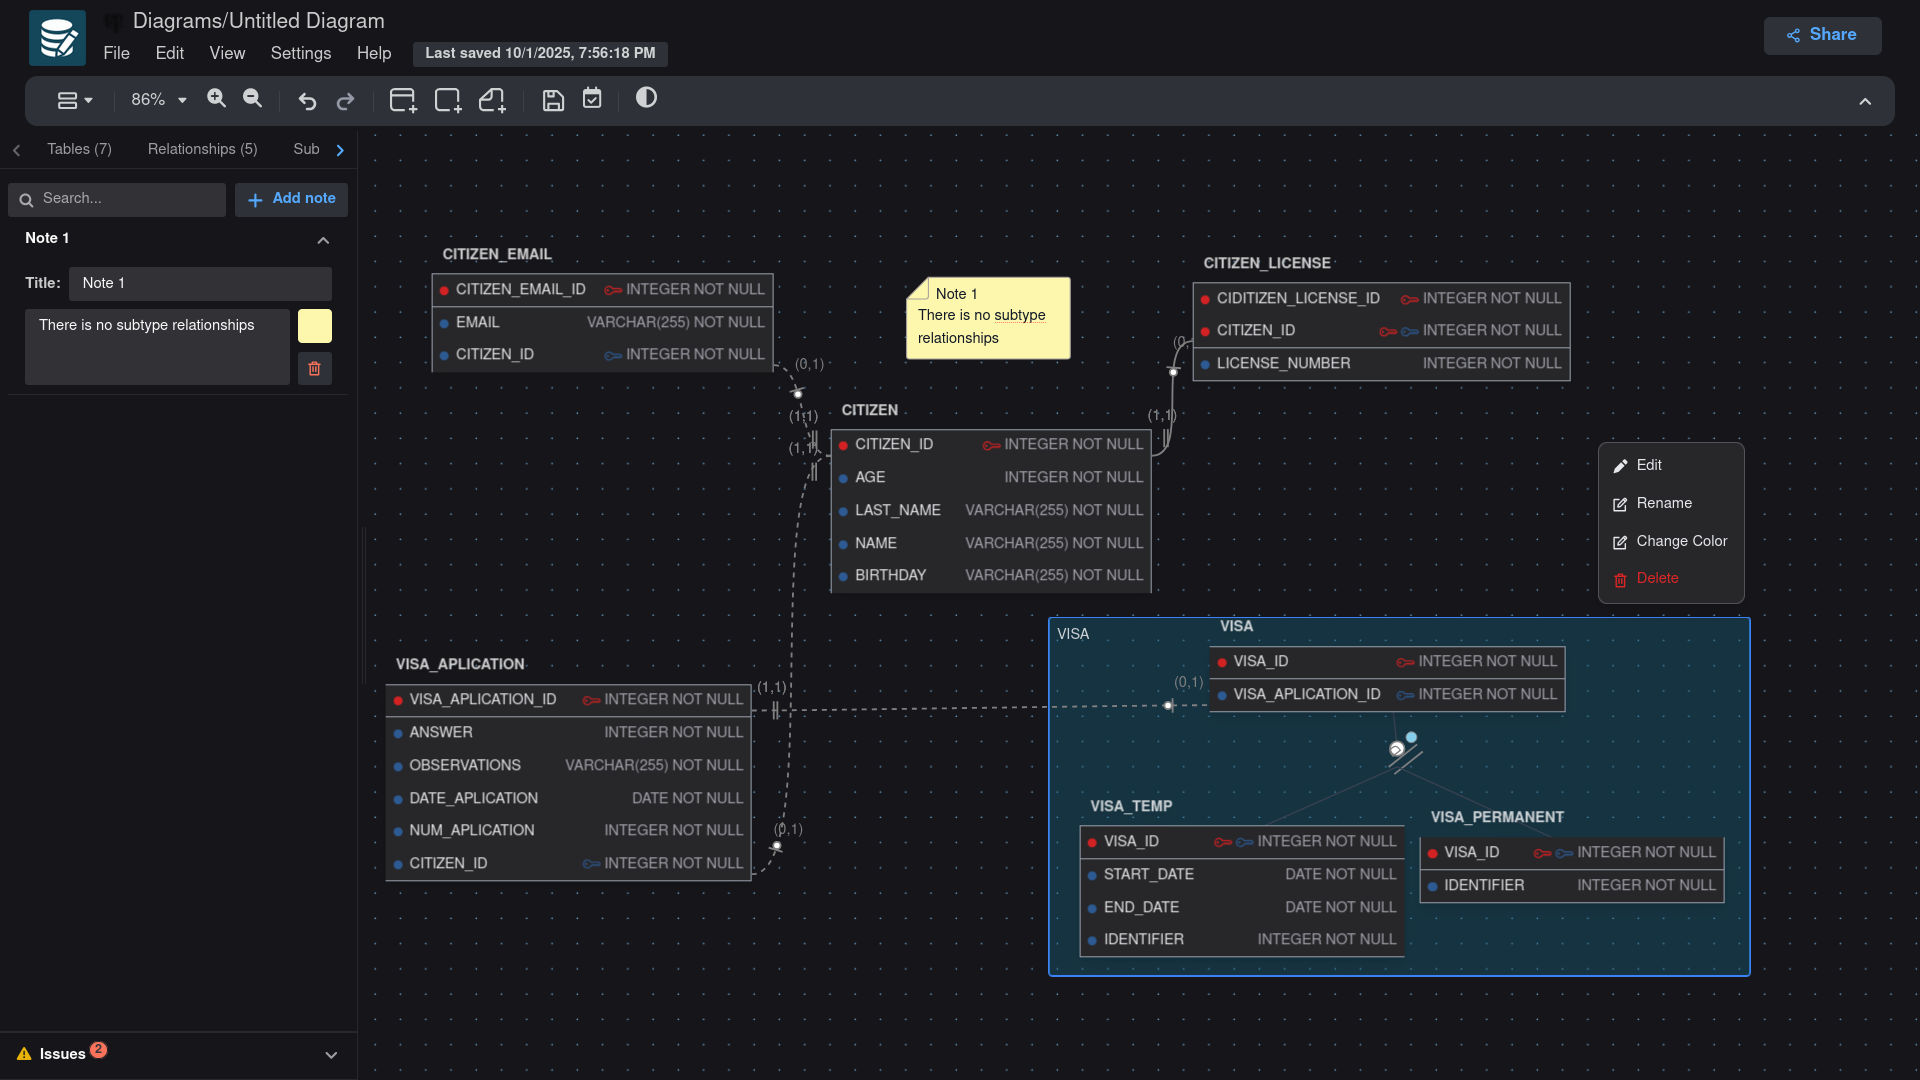 Diagrams/Untitled Diagram
File Edit View Settings Help Last saved 10/1/2025, 7:56:18 PM
Share
86%
Tables (7) Relationships (5) Sub
Search... Add note
Note 1
Title: Note 1
There is no subtype relationships
Issues 2
CITIZEN_EMAIL
CITIZEN_EMAIL_ID INTEGER NOT NULL
EMAIL VARCHAR(255) NOT NULL
CITIZEN_ID INTEGER NOT NULL
(0,1)
(1,1)
(1,1)
Note 1
There is no subtype
relationships
CITIZEN_LICENSE
CIDITIZEN_LICENSE_ID INTEGER NOT NULL
CITIZEN_ID INTEGER NOT NULL
LICENSE_NUMBER INTEGER NOT NULL
(0,
(1,1)
CITIZEN
CITIZEN_ID INTEGER NOT NULL
AGE INTEGER NOT NULL
LAST_NAME VARCHAR(255) NOT NULL
NAME VARCHAR(255) NOT NULL
BIRTHDAY VARCHAR(255) NOT NULL
Edit
Rename
Change Color
Delete
VISA_APLICATION
VISA_APLICATION_ID INTEGER NOT NULL
ANSWER INTEGER NOT NULL
OBSERVATIONS VARCHAR(255) NOT NULL
DATE_APLICATION DATE NOT NULL
NUM_APLICATION INTEGER NOT NULL
CITIZEN_ID INTEGER NOT NULL
(1,1)
(0,1)
VISA
VISA
VISA_ID INTEGER NOT NULL
VISA_APLICATION_ID INTEGER NOT NULL
(0,1)
VISA_TEMP
VISA_ID INTEGER NOT NULL
START_DATE DATE NOT NULL
END_DATE DATE NOT NULL
IDENTIFIER INTEGER NOT NULL
VISA_PERMANENT
VISA_ID INTEGER NOT NULL
IDENTIFIER INTEGER NOT NULL